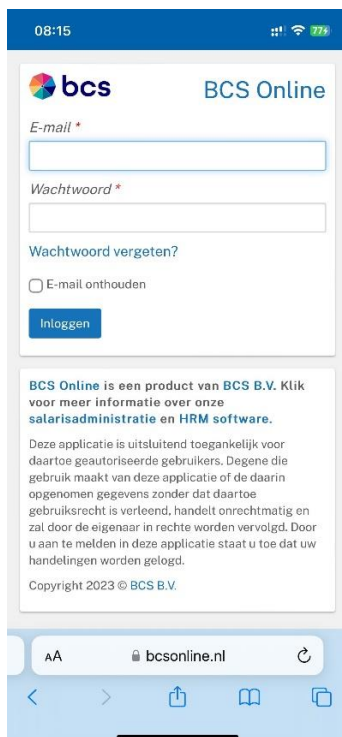 08:15
77
bcs
BCS Online
E-mail *
Wachtwoord *
Wachtwoord vergeten?
E-mail onthouden
Inloggen
BCS Online is een product van BCS B.V. Klik
voor meer informatie over onze
salarisadministratie en HRM software.
Deze applicatie is uitsluitend toegankelijk voor
daartoe geautoriseerde gebruikers. Degene die
gebruik maakt van deze applicatie of de daarin
opgenomen gegevens zonder dat daartoe
gebruiksrecht is verleend, handelt onrechtmatig en
zal door de eigenaar in rechte worden vervolgd. Door
u aan te melden in deze applicatie staat u toe dat uw
handelingen worden gelogd.
Copyright 2023 © BCS B.V.
AA
bcsonline.nl